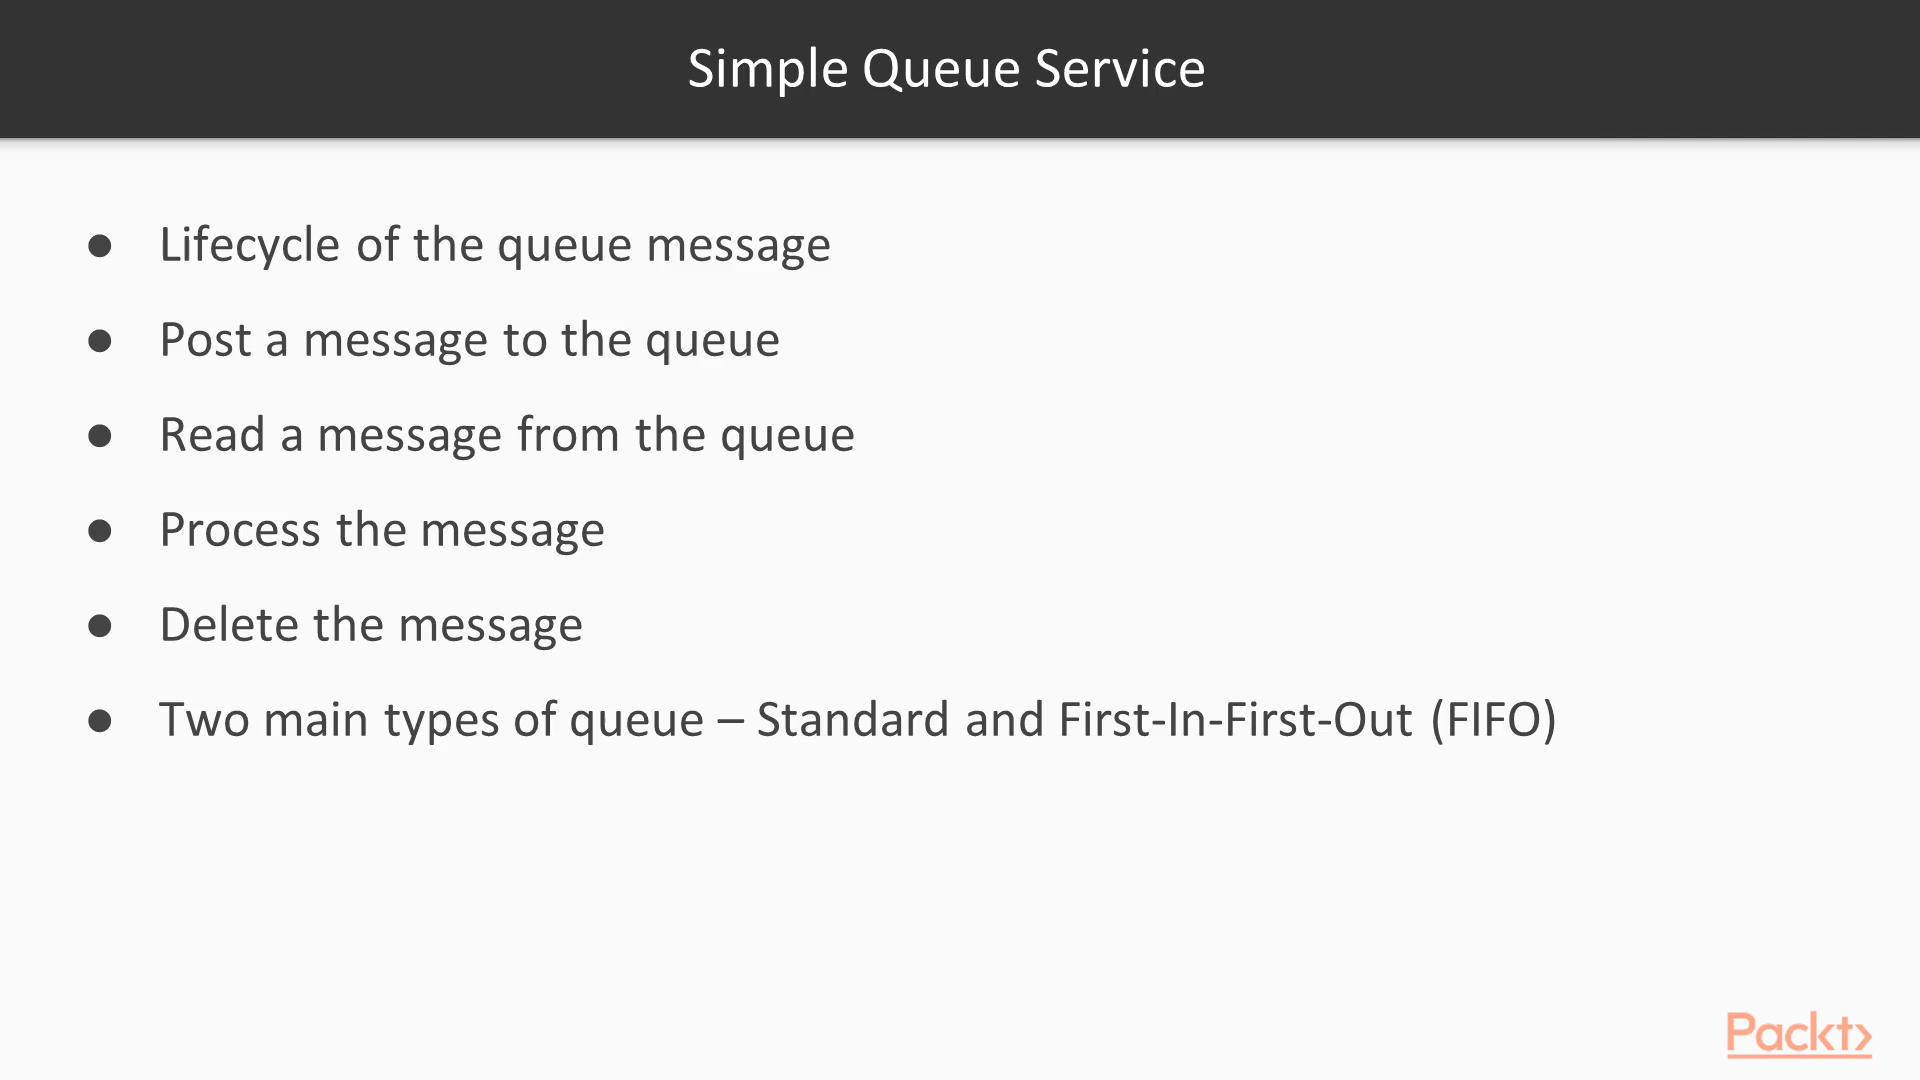 Simple Queue Service
● Lifecycle of the queue message
● Post a message to the queue
● Read a message from the queue
● Process the message
● Delete the message
● Two main types of queue – Standard and First-In-First-Out (FIFO)
Packt>